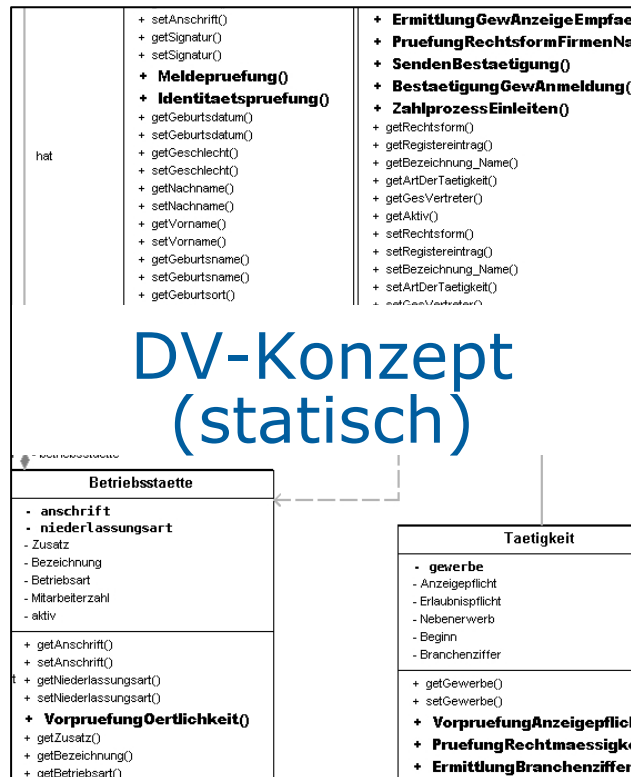 + setAnschrift()
+ getSignatur()
+ setSignatur()
+ Meldepruefung()
+ Identitaetspruefung()
+ getGeburtsdatum()
+ setGeburtsdatum()
+ getGeschlecht()
+ setGeschlecht()
+ getNachname()
+ setNachname()
+ getVorname()
+ setVorname()
+ getGeburtsname()
+ setGeburtsname()
+ getGeburtsort()
hat
+ ErmittlungGewAnzeigeEmpfae
+ PruefungRechtsformFirmenNa
+ SendenBestaetigung()
+ BestaetigungGewAnmeldung(
+ ZahlprozessEinleiten()
+ getRechtsform()
+ getRegistereintrag()
+ getBezeichnung_Name()
+ getArtDerTaetigkeit()
+ getGesVertreter()
+ getAktiv()
+ setRechtsform()
+ setRegistereintrag()
+ setBezeichnung_Name()
+ setArtDerTaetigkeit()
+ setGesVertreter()
DV-Konzept
(statisch)
- betriebsstaette
Betriebsstaette
- anschrift
- niederlassungsart
- Zusatz
- Bezeichnung
- Betriebsart
- Mitarbeiterzahl
- aktiv
+ getAnschrift()
+ setAnschrift()
t + getNiederlassungsart()
+ setNiederlassungsart()
+ VorpruefungOertlichkeit()
+ getZusatz()
+ getBezeichnung()
+ getBetriebsart()
Taetigkeit
- gewerbe
- Anzeigepflicht
- Erlaubnispflicht
- Nebenerwerb
- Beginn
- Branchenziffer
+ getGewerbe()
+ setGewerbe()
+ VorpruefungAnzeigepflic
+ PruefungRechtmaessigk
+ ErmittlungBranchenziffer